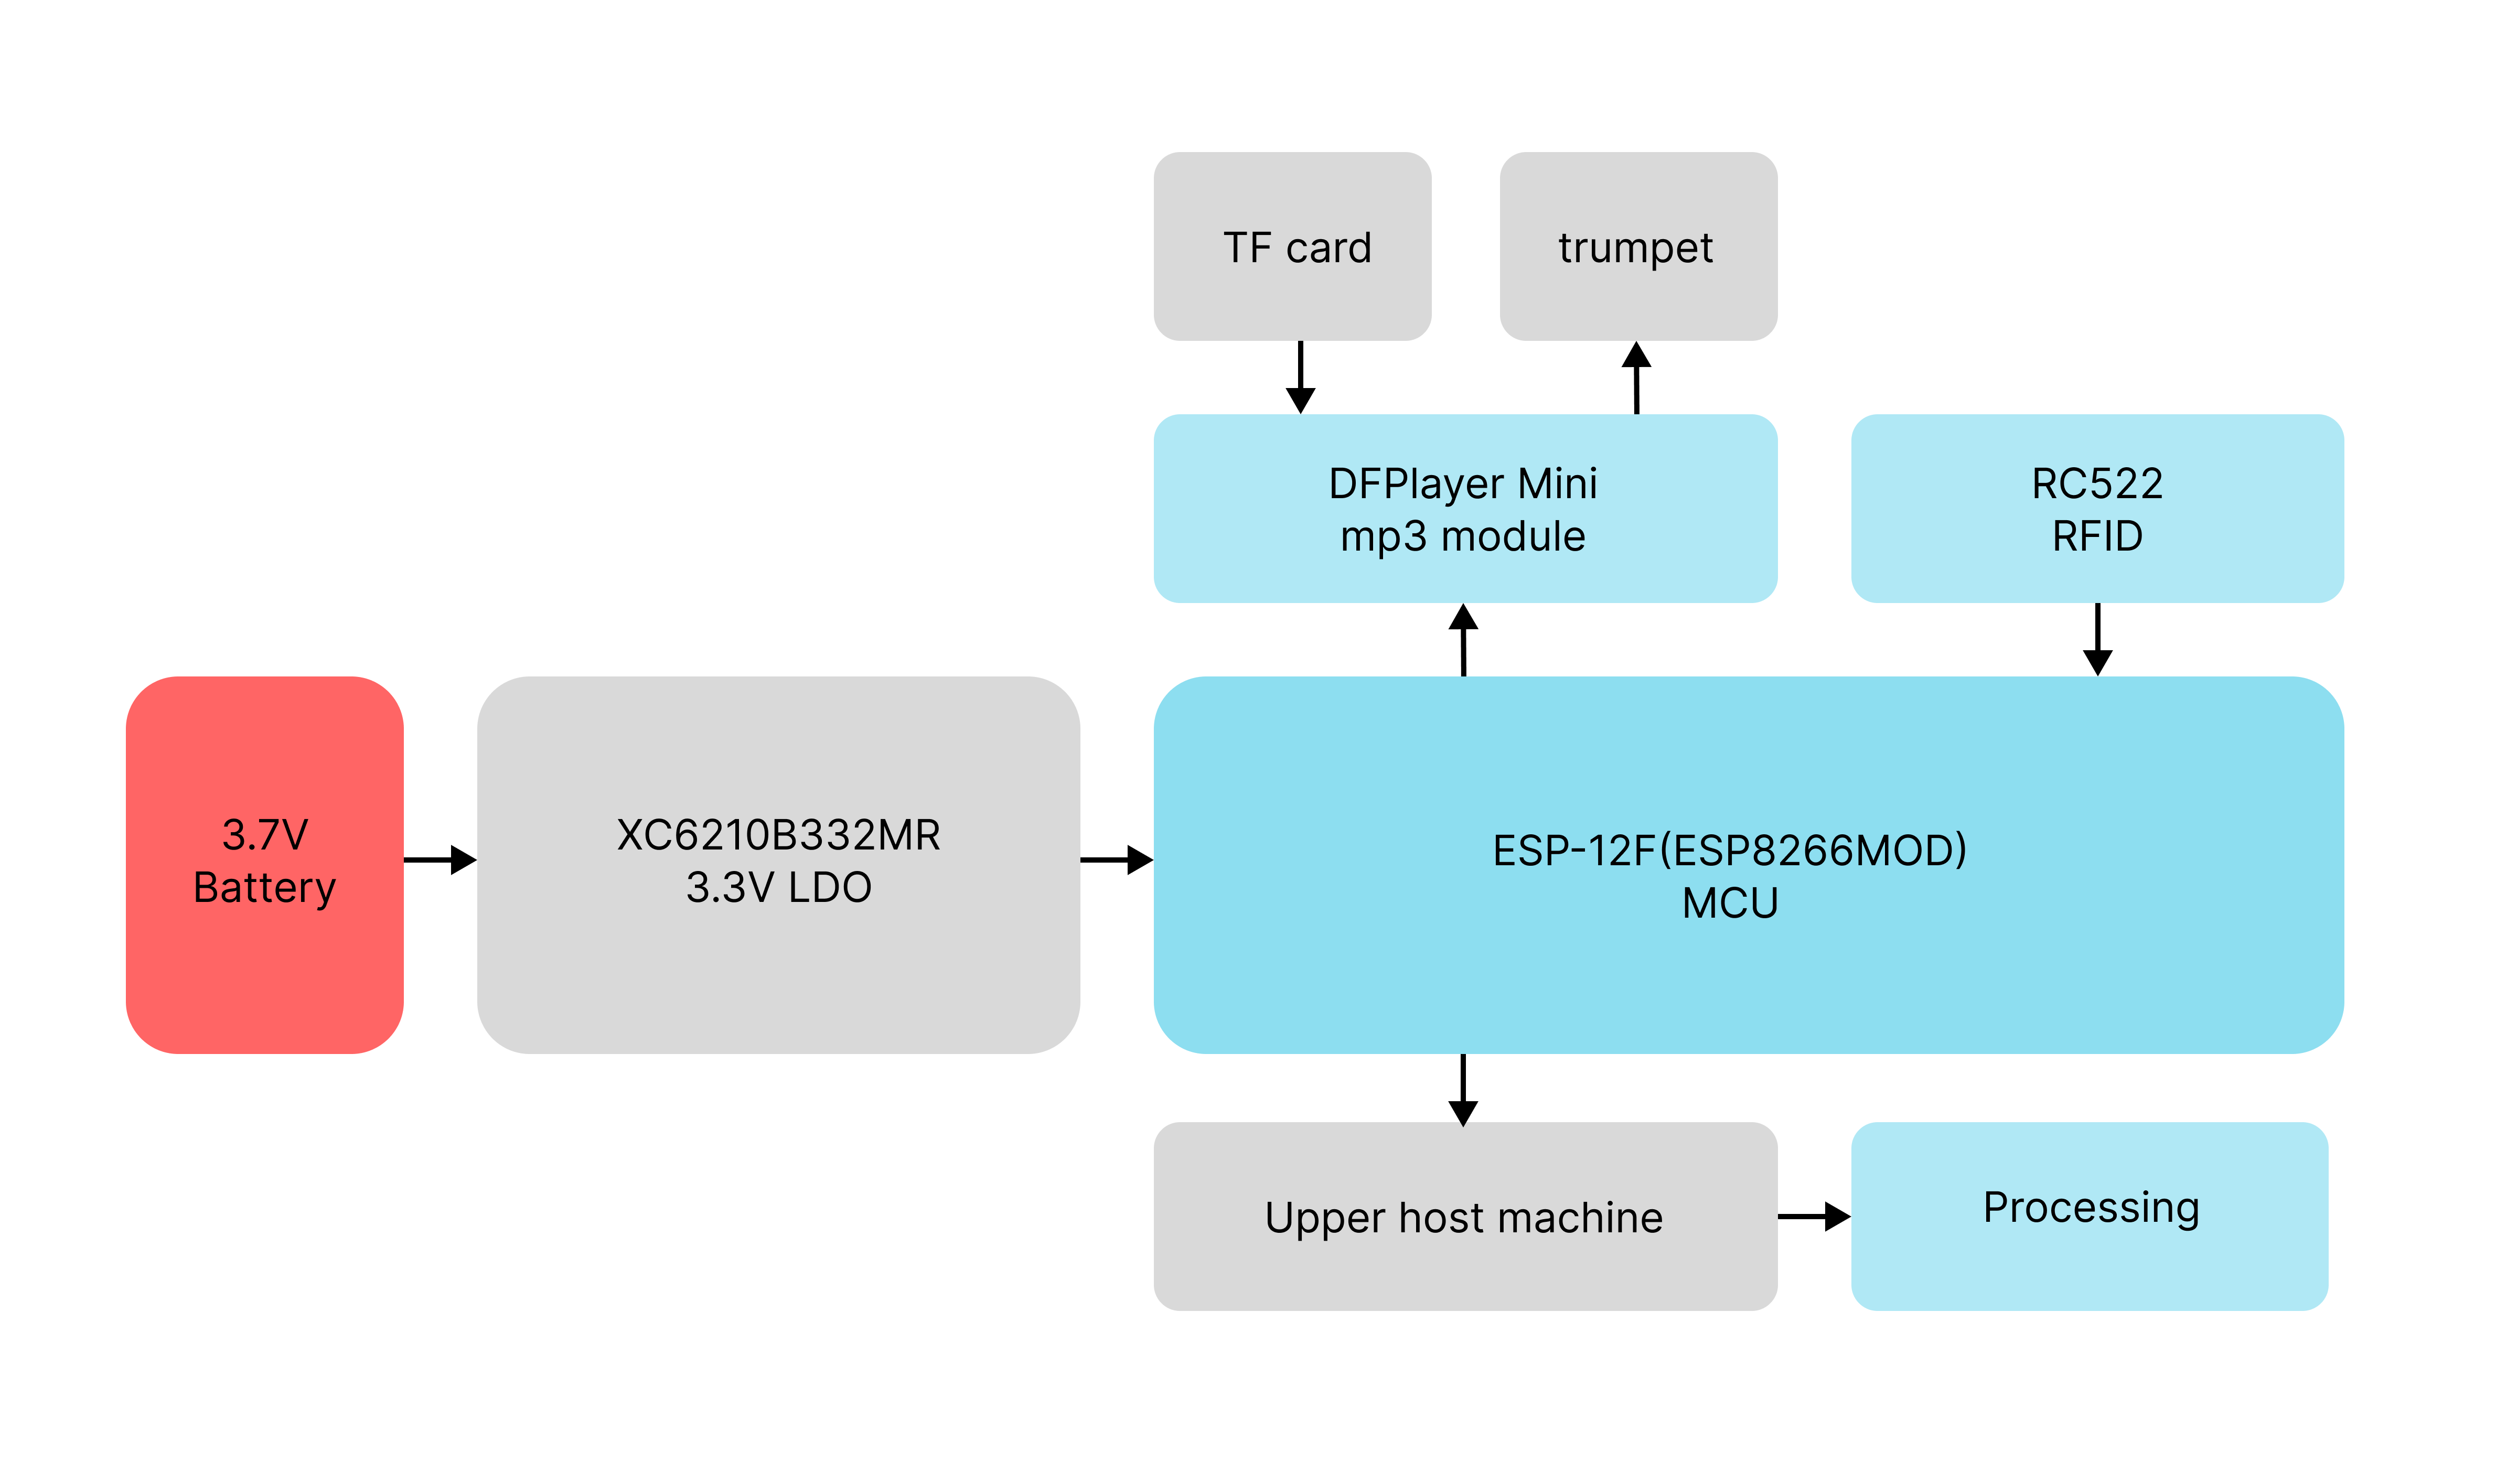 TF card
trumpet
DFPlayer Mini
mp3 module
RC522
RFID
3.7V
Battery
XC6210B332MR
3.3V LDO
ESP-12F(ESP8266MOD)
MCU
Upper host machine
Processing